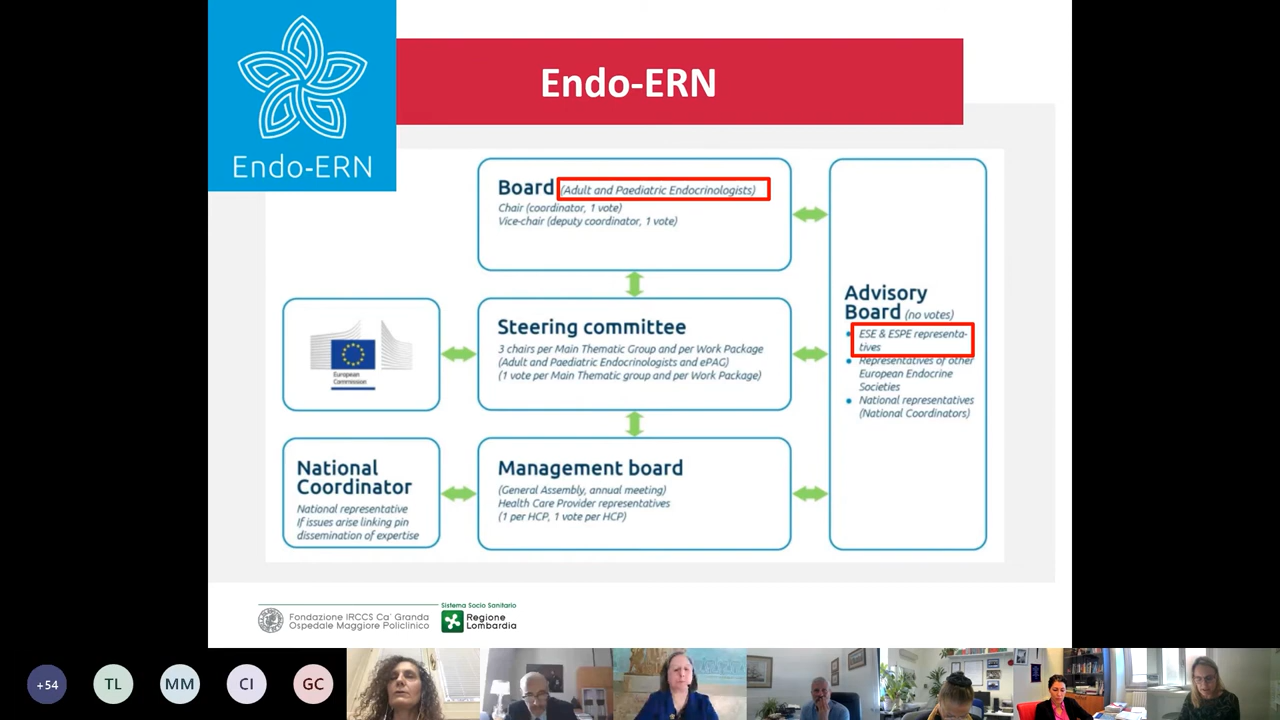 Endo-ERN
Endo-ERN
Board (Adult and Paediatric Endocrinologists)
Chair (coordinator, 1 vote)
Vice-chair (deputy coordinator, 1 vote)
European
Commission
Steering committee
3 chairs per Main Thematic Group and per Work Package
(Adult and Paediatric Endocrinologists and ePAG)
(1 vote per Main Thematic group and per Work Package)
National
Coordinator
National representative
If issues arise linking pin
dissemination of expertise
Management board
(General Assembly, annual meeting)
Health Care Provider representatives
(1 per HCP, 1 vote per HCP)
Advisory
Board (no votes)
• ESE & ESPE representa-
tives
• Representatives of other
European Endocrine
Societies
• National representatives
(National Coordinators)
Fondazione IRCCS Ca' Granda
Ospedale Maggiore Policlinico
Sistema Socio Sanitario
Regione
Lombardia
+54
TL
MM
CI
GC